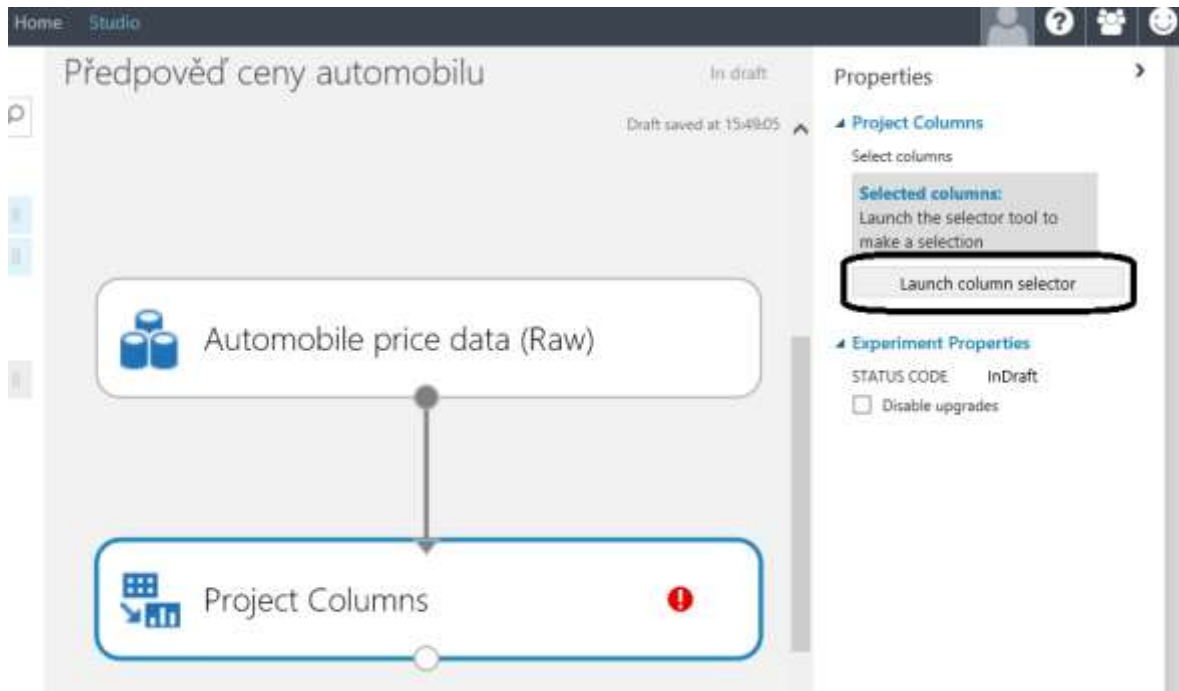 Home Studio
Předpověď ceny automobilu
In draft
Draft saved at 15:49:05
Automobile price data (Raw)
Project Columns
Properties
Project Columns
Select columns
Selected columns:
Launch the selector tool to
make a selection
Launch column selector
Experiment Properties
STATUS CODE InDraft
Disable upgrades